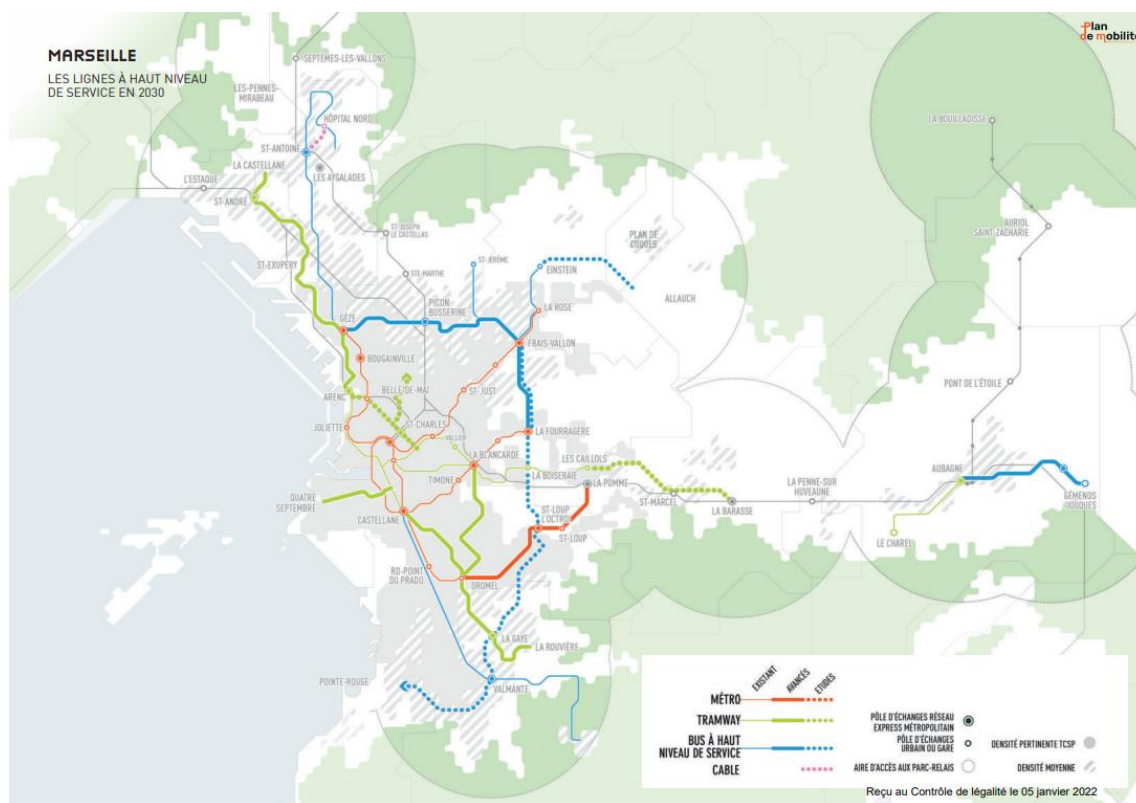 MARSEILLE
LES LIGNES À HAUT NIVEAU
DE SERVICE EN 2030
Plan
de mobilité
SEPTÈMES-LES-VALLONS
LES-PENNES-
MIRABEAU
HÔPITAL NORD
ST-ANTOINE
LA CASTELLANE
LES AYGALADES
L'ESTAQUE
ST-ANDRÉ
LA BOUILLADISSE
ST-JOSEPH
LE CASTELLAS
PLAN DE
CUQUES
AURIOL
SAINT-ZACHARIE
ST-EXUPÉRY
STE-MARTHE
ST-JÉRÔME
EINSTEIN
ALLAUCH
PICON-
BUSSERINE
LA ROSE
GÈZE
FRAIS-VALLON
BOUGAINVILLE
BELLE-DE-MAI
ST-JUST
PONT DE L'ÉTOILE
ARENC
JOLIETTE
ST-CHARLES
VALLIER
LA FOURRAGÈRE
LA BLANCARDE
LES CAILLOLS
LA BOISERAIE
LA POMME
TIMONE
QUATRE
SEPTEMBRE
CASTELLANE
ST-MARCEL
LA BARASSE
LA PENNE-SUR
HUVEAUNE
AUBAGNE
GÉMENOS
JOUQUES
ST-LOUP
L'OCTROI
ST-LOUP
LE CHAREL
RD-POINT
DU PRADO
DROMEL
LA GAYE
LA ROUVIÈRE
POINTE-ROUGE
VALMANTE
EXISTANT
AVANCÉS
ETUDES
MÉTRO
TRAMWAY
BUS À HAUT
NIVEAU DE SERVICE
CABLE
PÔLE D'ÉCHANGES RÉSEAU
EXPRESS MÉTROPOLITAIN
PÔLE D'ÉCHANGES
URBAIN OU GARE
AIRE D'ACCÈS AUX PARC-RELAIS
DENSITÉ PERTINENTE TCSP
DENSITÉ MOYENNE
Reçu au Contrôle de légalité le 05 janvier 2022